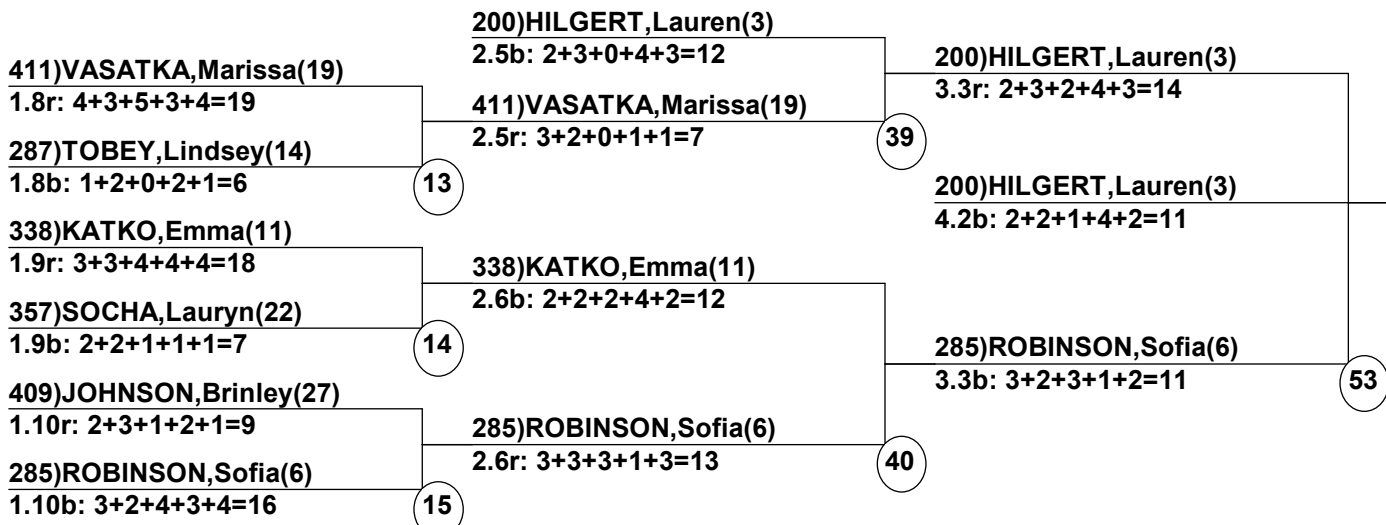 411)VASATKA,Marissa(19)
1.8r: 4+3+5+3+4=19
287)TOBEY,Lindsey(14)
1.8b: 1+2+0+2+1=6
13
338)KATKO,Emma(11)
1.9r: 3+3+4+4+4=18
357)SOCHA,Lauryn(22)
1.9b: 2+2+1+1+1=7
14
409)JOHNSON,Brinley(27)
1.10r: 2+3+1+2+1=9
285)ROBINSON,Sofia(6)
1.10b: 3+2+4+3+4=16
15
200)HILGERT,Lauren(3)
2.5b: 2+3+0+4+3=12
411)VASATKA,Marissa(19)
2.5r: 3+2+0+1+1=7
39
338)KATKO,Emma(11)
2.6b: 2+2+2+4+2=12
285)ROBINSON,Sofia(6)
2.6r: 3+3+3+1+3=13
40
200)HILGERT,Lauren(3)
3.3r: 2+3+2+4+3=14
200)HILGERT,Lauren(3)
4.2b: 2+2+1+4+2=11
285)ROBINSON,Sofia(6)
3.3b: 3+2+3+1+2=11
53